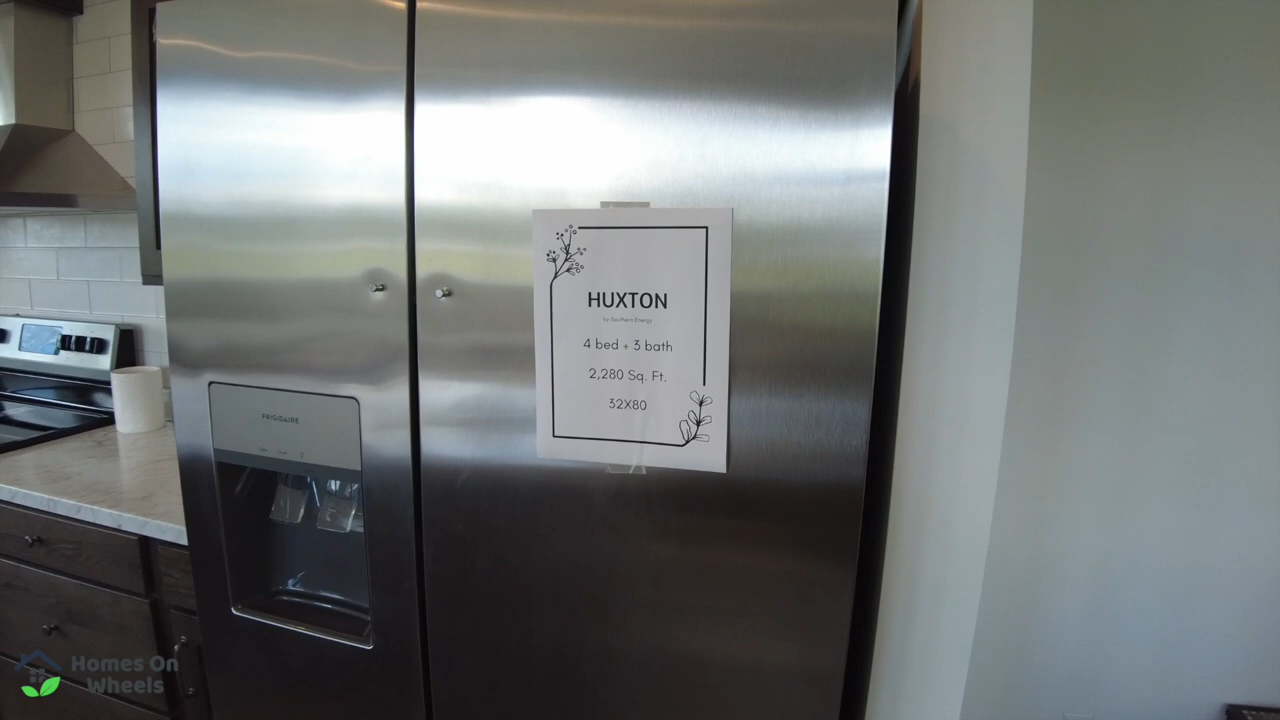 HUXTON
by Southern Energy
4 bed + 3 bath
2,280 Sq. Ft.
32X80
FRIGIDAIRE
Homes On
Wheels